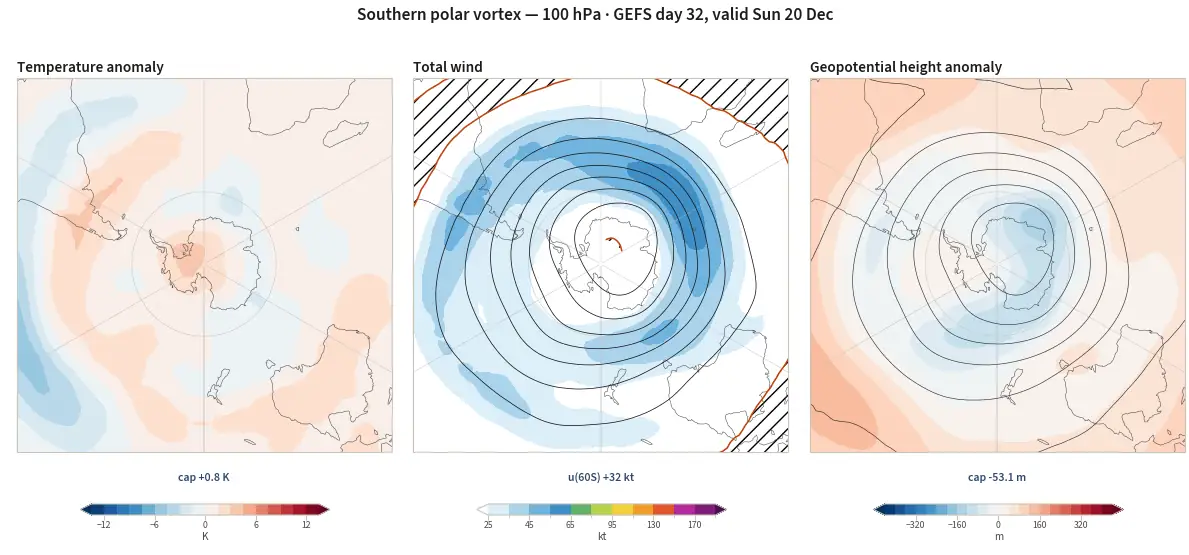 Southern polar vortex — 100 hPa · GEFS day 32, valid Sun 20 Dec
Temperature anomaly
Total wind
Geopotential height anomaly
cap +0.8 K
u(60S) +32 kt
cap -53.1 m
−12 −6 0 6 12
K
25 45 65 95 130 170
kt
−320 −160 0 160 320
m